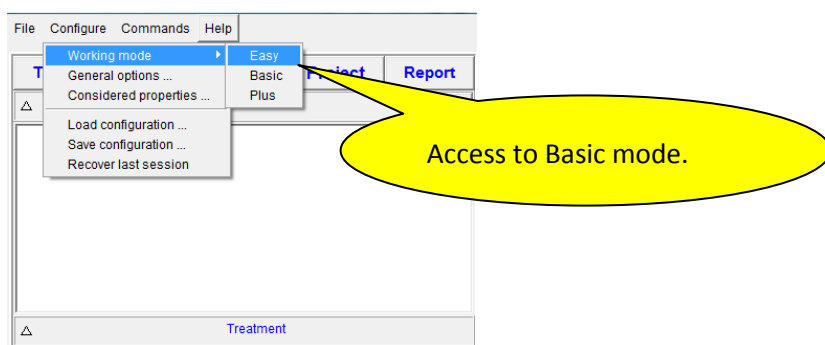 File Configure Commands Help
Working mode Easy
T Project Report
General options ... Basic
Considered properties ... Plus
Load configuration ...
Save configuration ...
Recover last session
Access to Basic mode.
Treatment